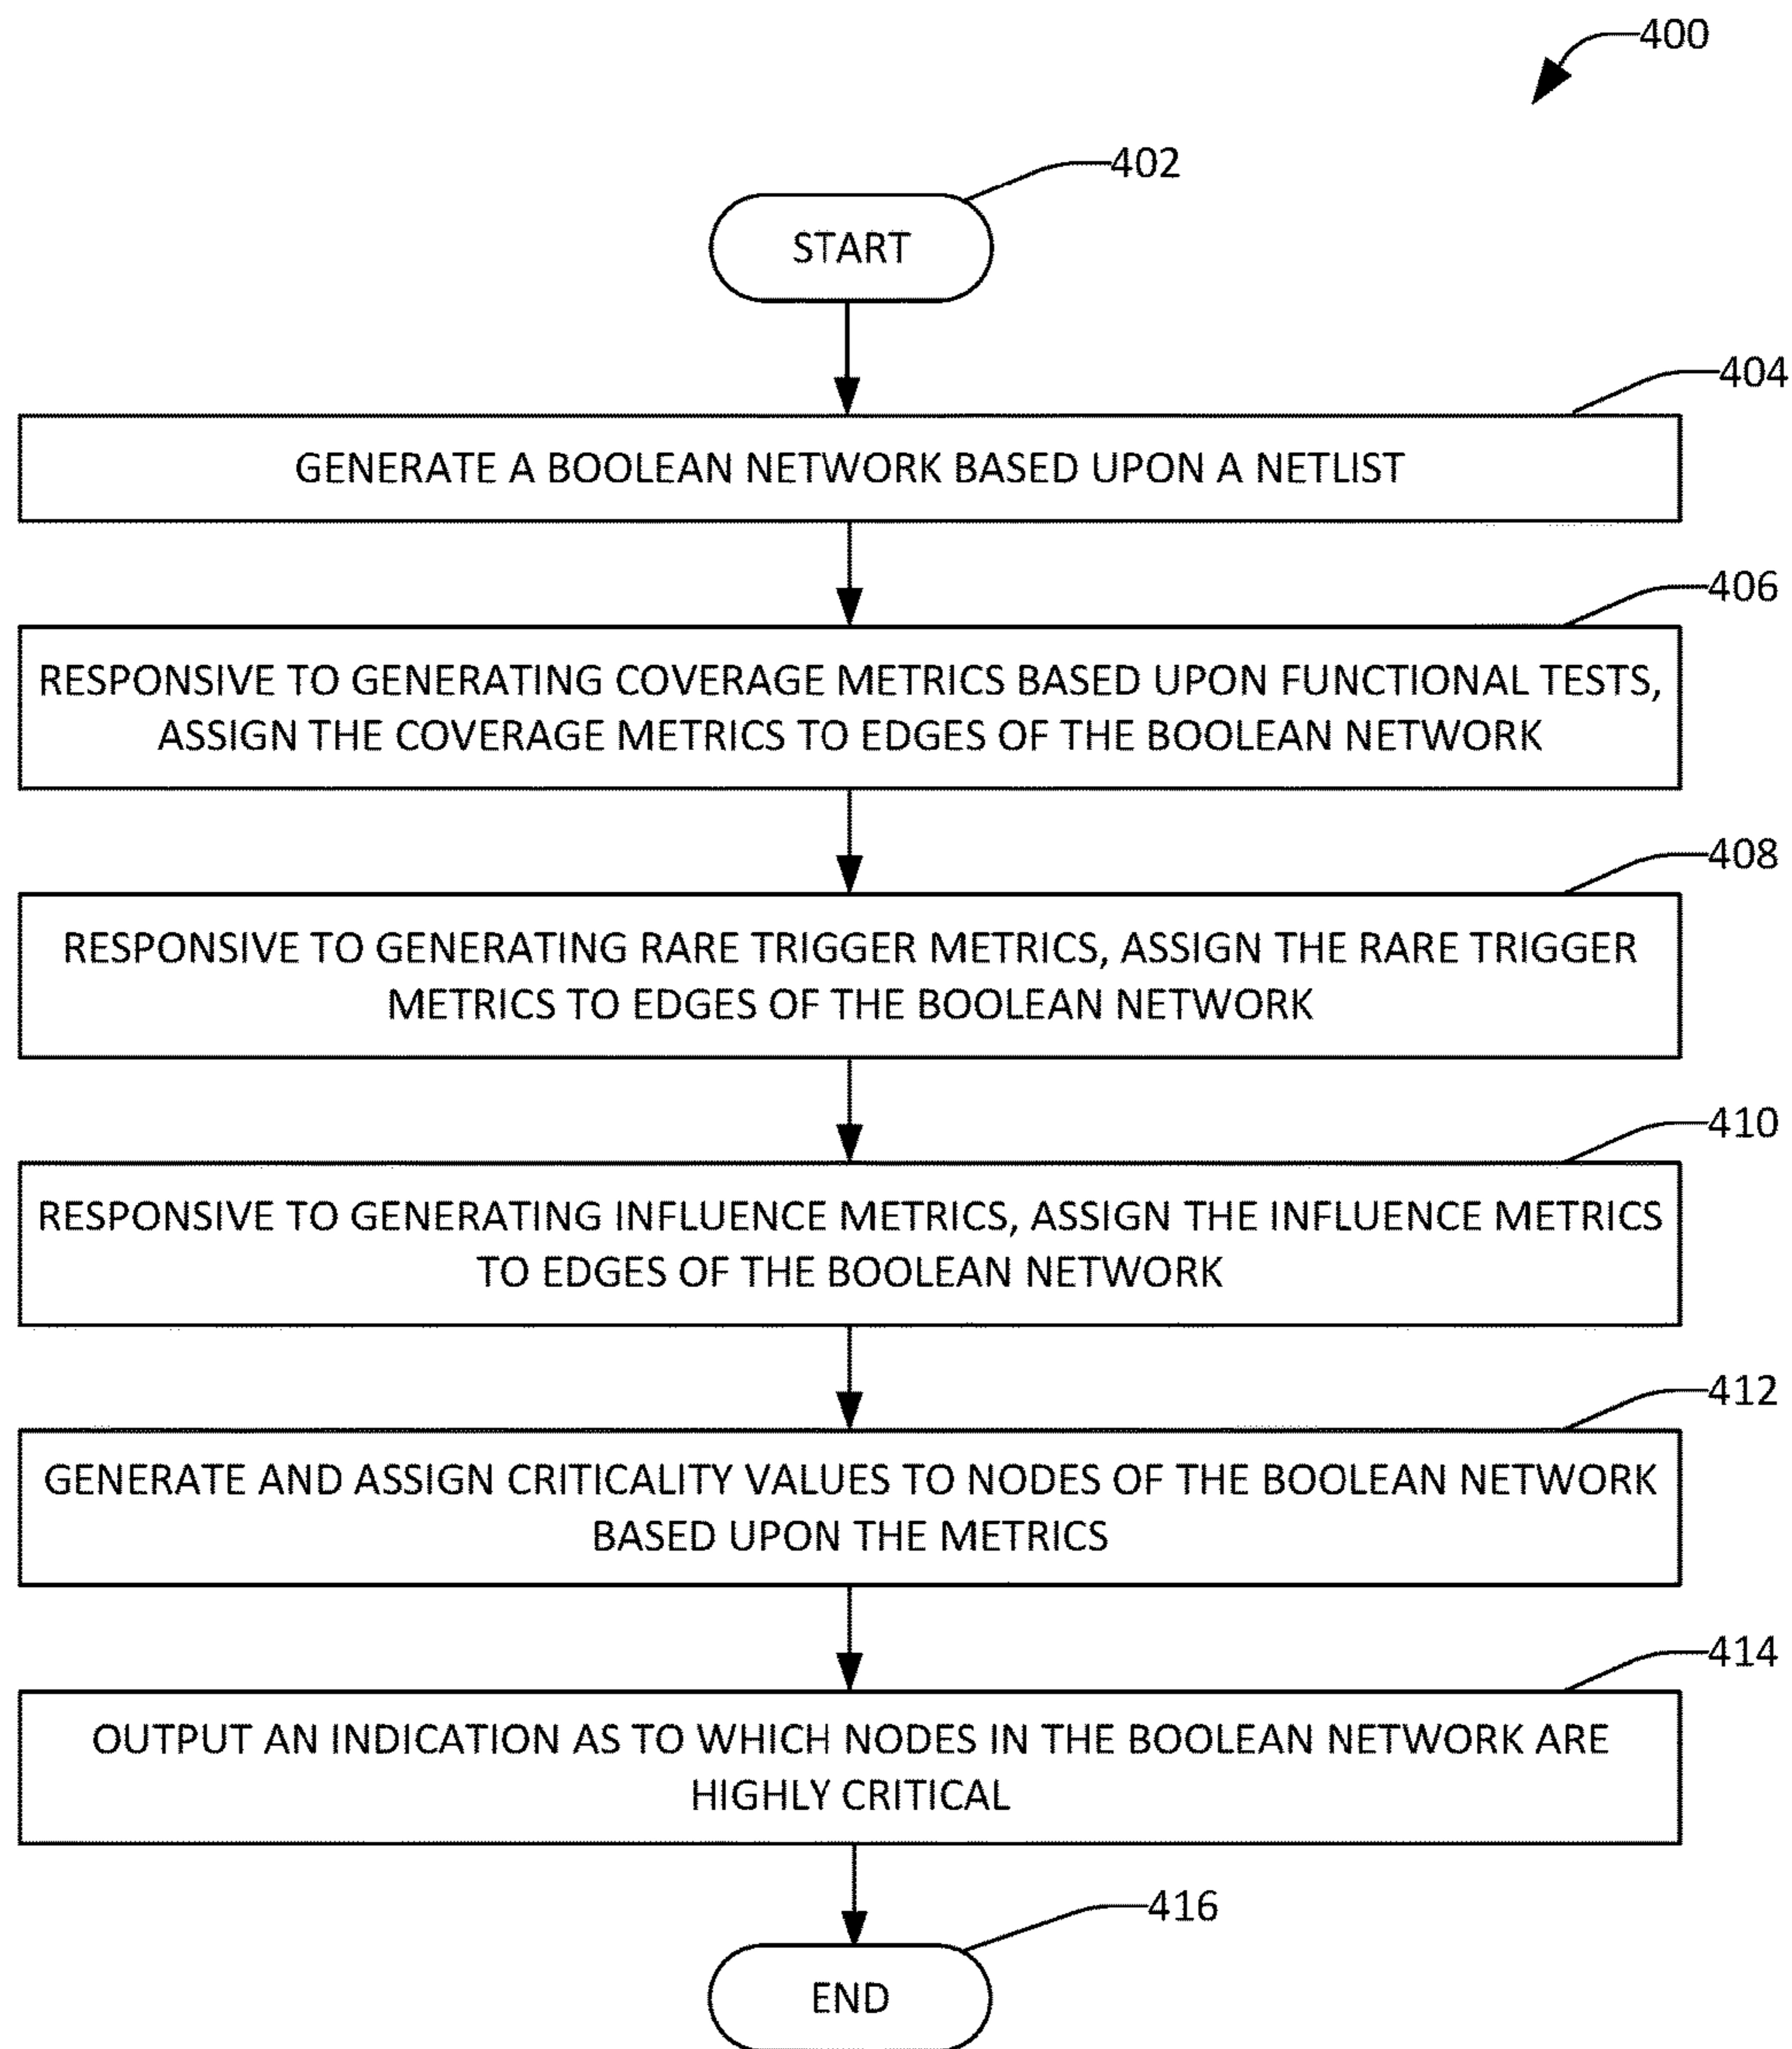 400
402
START
404
GENERATE A BOOLEAN NETWORK BASED UPON A NETLIST
406
RESPONSIVE TO GENERATING COVERAGE METRICS BASED UPON FUNCTIONAL TESTS,
ASSIGN THE COVERAGE METRICS TO EDGES OF THE BOOLEAN NETWORK
408
RESPONSIVE TO GENERATING RARE TRIGGER METRICS, ASSIGN THE RARE TRIGGER
METRICS TO EDGES OF THE BOOLEAN NETWORK
410
RESPONSIVE TO GENERATING INFLUENCE METRICS, ASSIGN THE INFLUENCE METRICS
TO EDGES OF THE BOOLEAN NETWORK
412
GENERATE AND ASSIGN CRITICALITY VALUES TO NODES OF THE BOOLEAN NETWORK
BASED UPON THE METRICS
414
OUTPUT AN INDICATION AS TO WHICH NODES IN THE BOOLEAN NETWORK ARE
HIGHLY CRITICAL
416
END